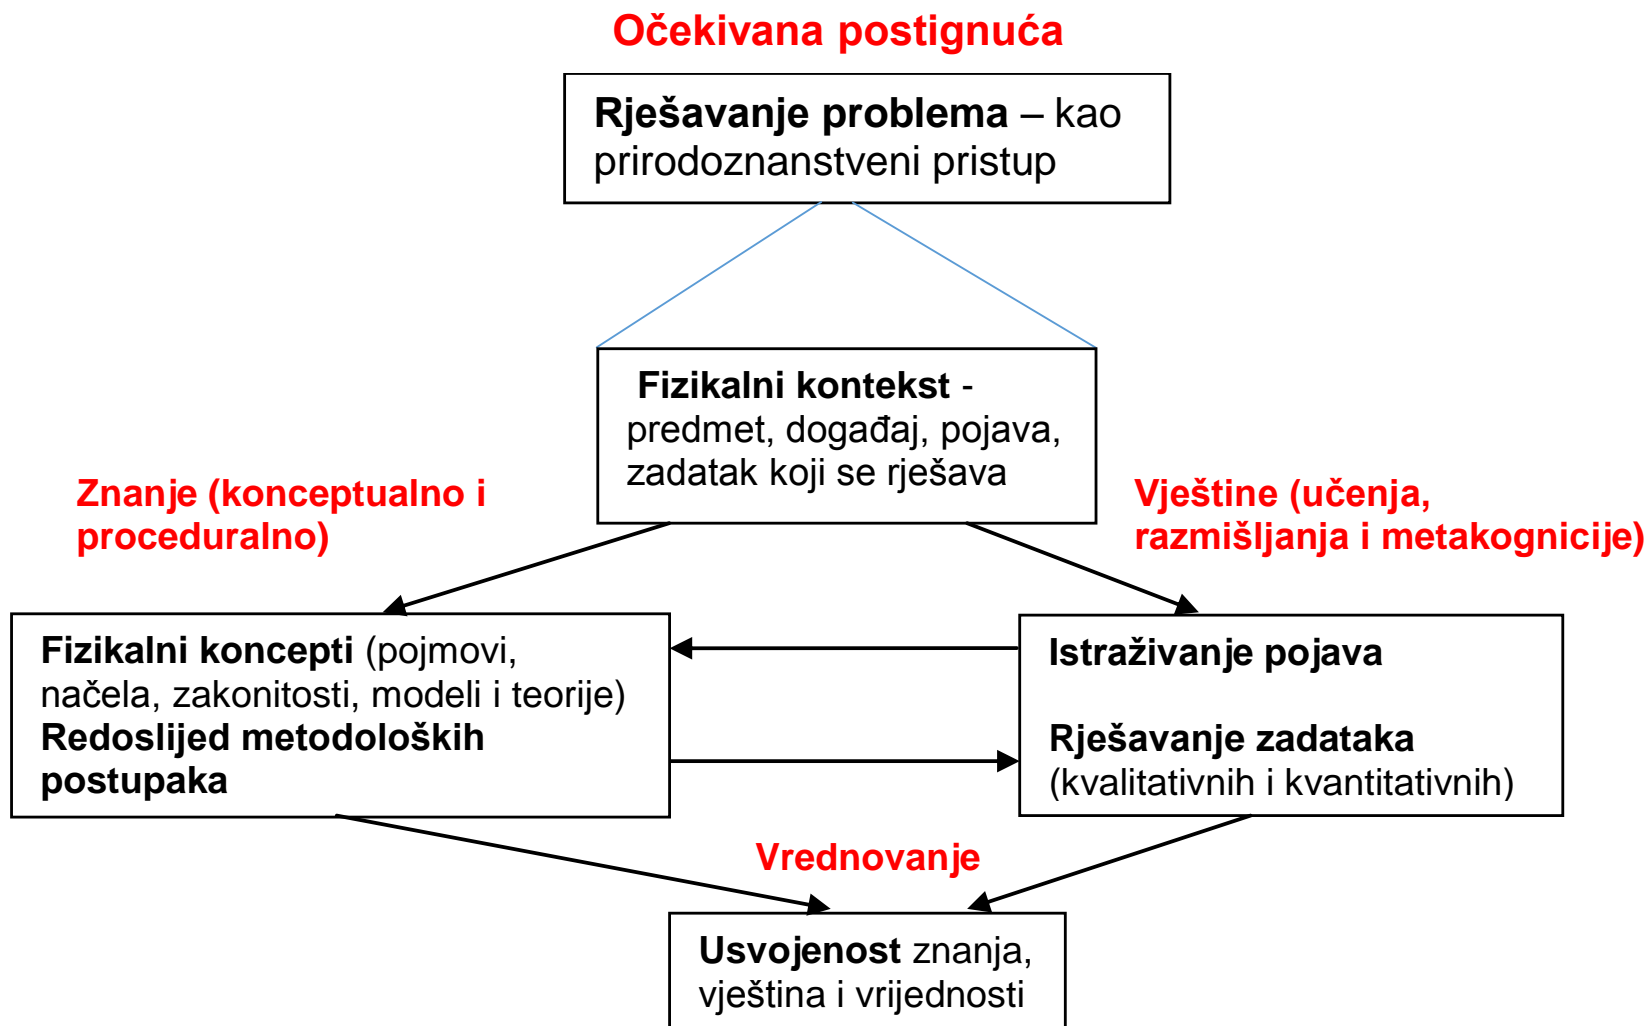 Očekivana postignuća
Rješavanje problema – kao
prirodoznanstveni pristup
Fizikalni kontekst -
predmet, događaj, pojava,
zadatak koji se rješava
Znanje (konceptualno i
proceduralno)
Vještine (učenja,
razmišljanja i metakognicije)
Fizikalni koncepti (pojmovi,
načela, zakonitosti, modeli i teorije)
Redoslijed metodoloških
postupaka
Istraživanje pojava
Rješavanje zadataka
(kvalitativnih i kvantitativnih)
Vrednovanje
Usvojenost znanja,
vještina i vrijednosti